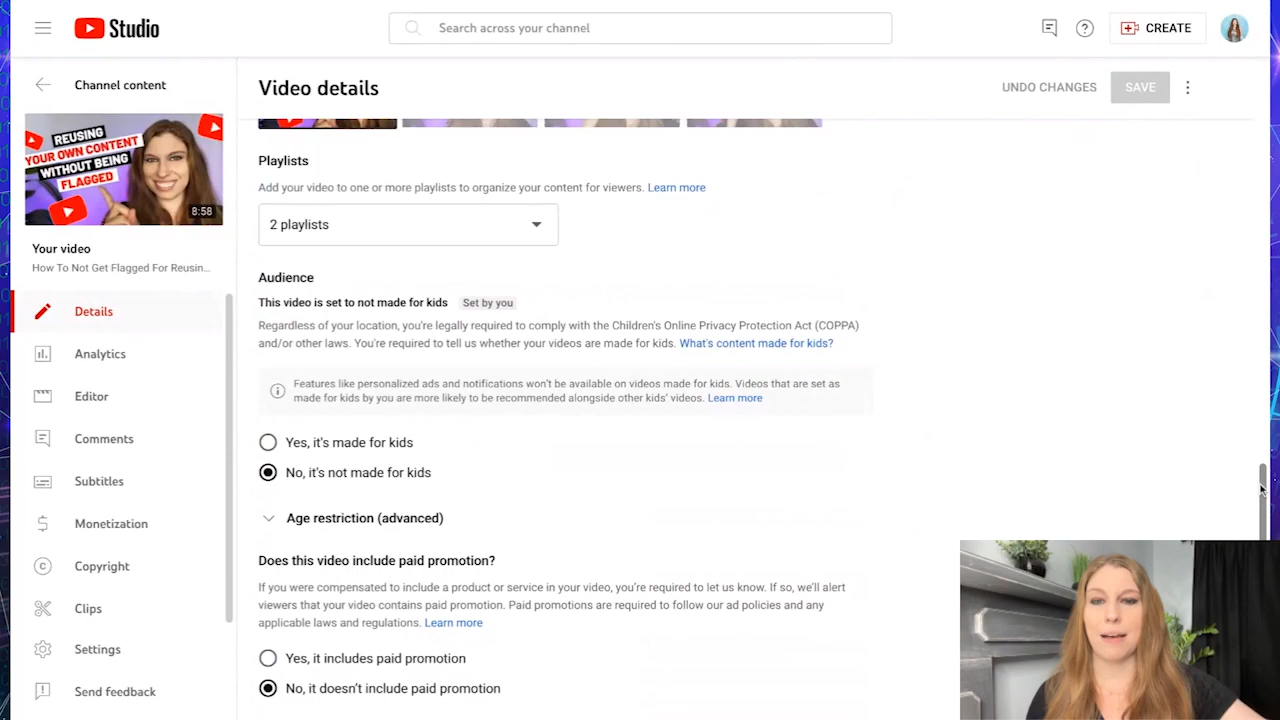 Studio
Search across your channel
CREATE
Channel content
Video details
UNDO CHANGES
SAVE
REUSING
YOUR OWN CONTENT
WITHOUT BEING
FLAGGED
8:58
Your video
How To Not Get Flagged For Reusin...
Details
Analytics
Editor
Comments
Subtitles
Monetization
Copyright
Clips
Settings
Send feedback
Playlists
Add your video to one or more playlists to organize your content for viewers. Learn more
2 playlists
Audience
This video is set to not made for kids Set by you
Regardless of your location, you're legally required to comply with the Children's Online Privacy Protection Act (COPPA)
and/or other laws. You're required to tell us whether your videos are made for kids. What's content made for kids?
Features like personalized ads and notifications won't be available on videos made for kids. Videos that are set as
made for kids by you are more likely to be recommended alongside other kids' videos. Learn more
Yes, it's made for kids
No, it's not made for kids
Age restriction (advanced)
Does this video include paid promotion?
If you were compensated to include a product or service in your video, you're required to let us know. If so, we'll alert
viewers that your video contains paid promotion. Paid promotions are required to follow our ad policies and any
applicable laws and regulations. Learn more
Yes, it includes paid promotion
No, it doesn't include paid promotion